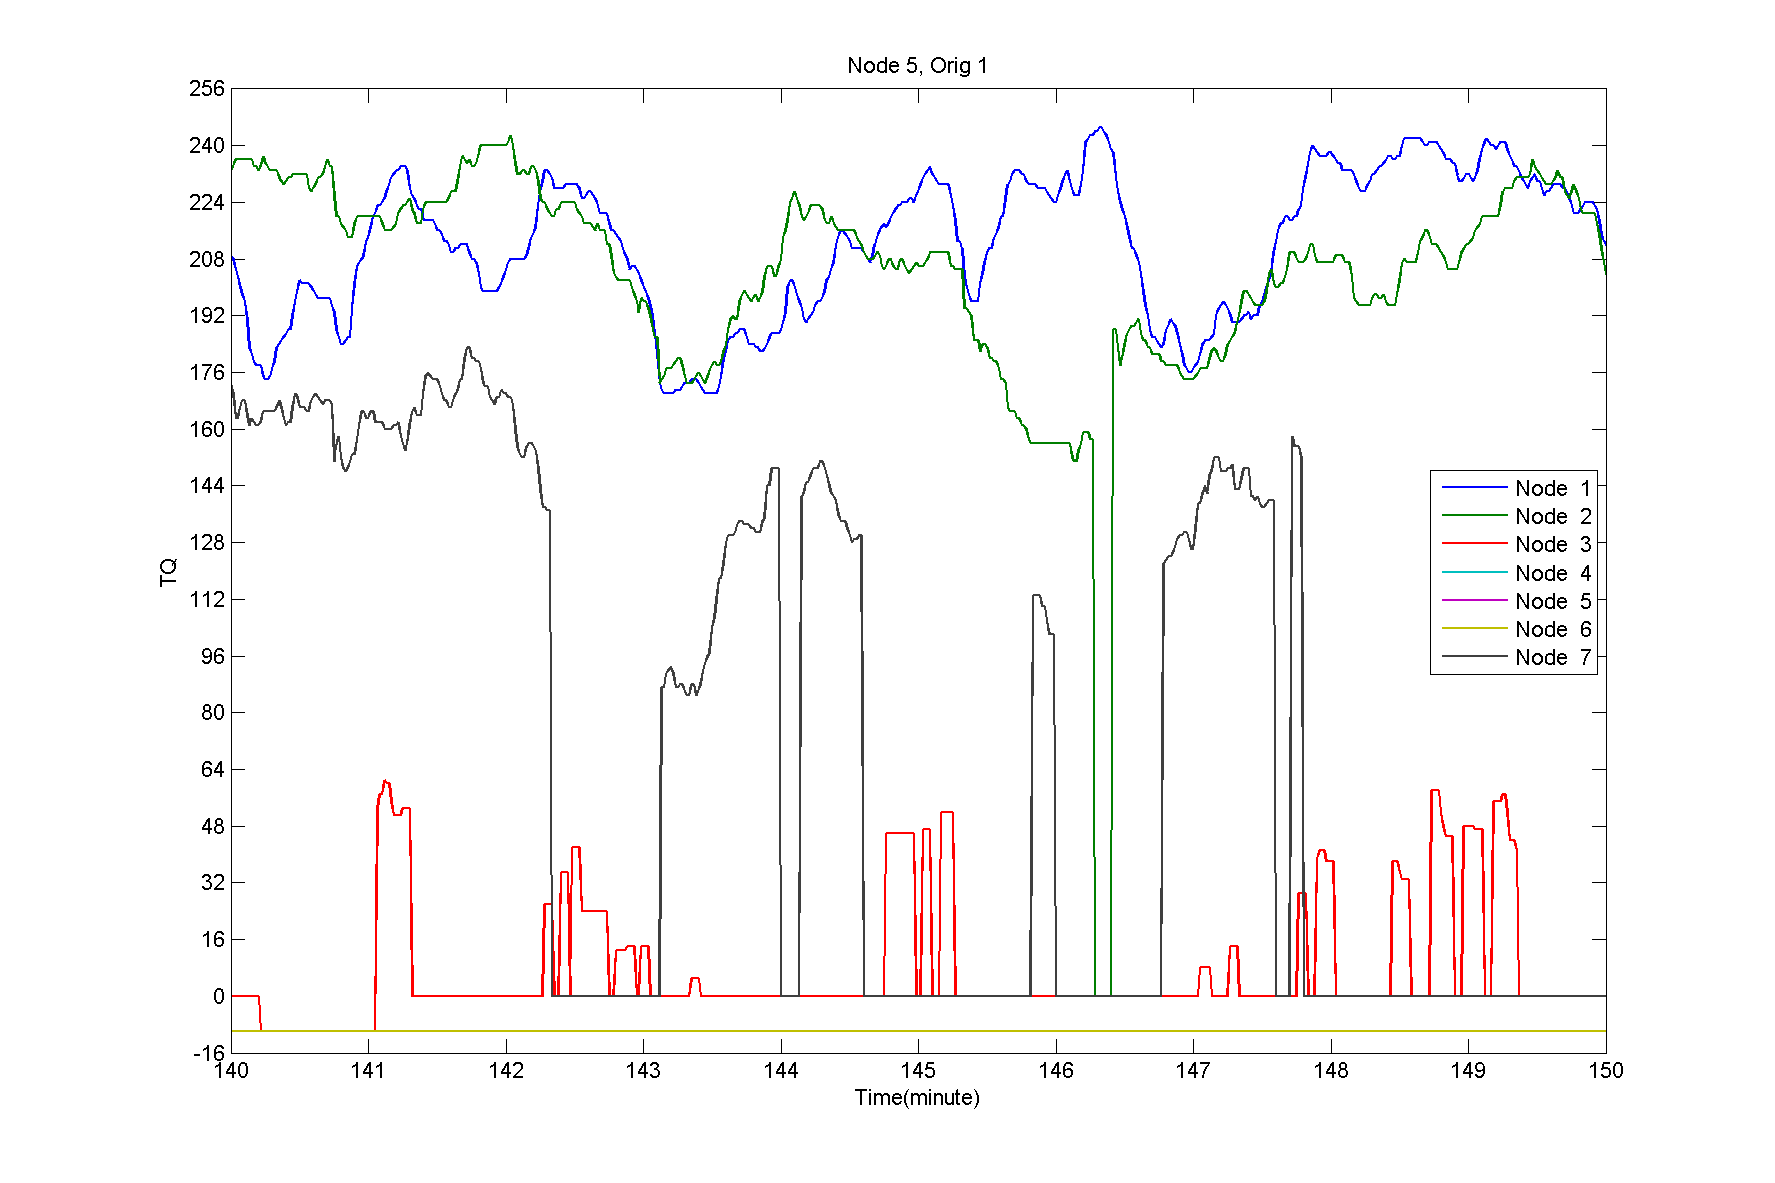 Node 5, Orig 1
256
240
224
208
192
176
160
144
128
112
96
80
64
48
32
16
0
-16
TQ
Node 1
Node 2
Node 3
Node 4
Node 5
Node 6
Node 7
140 141 142 143 144 145 146 147 148 149 150
Time(minute)